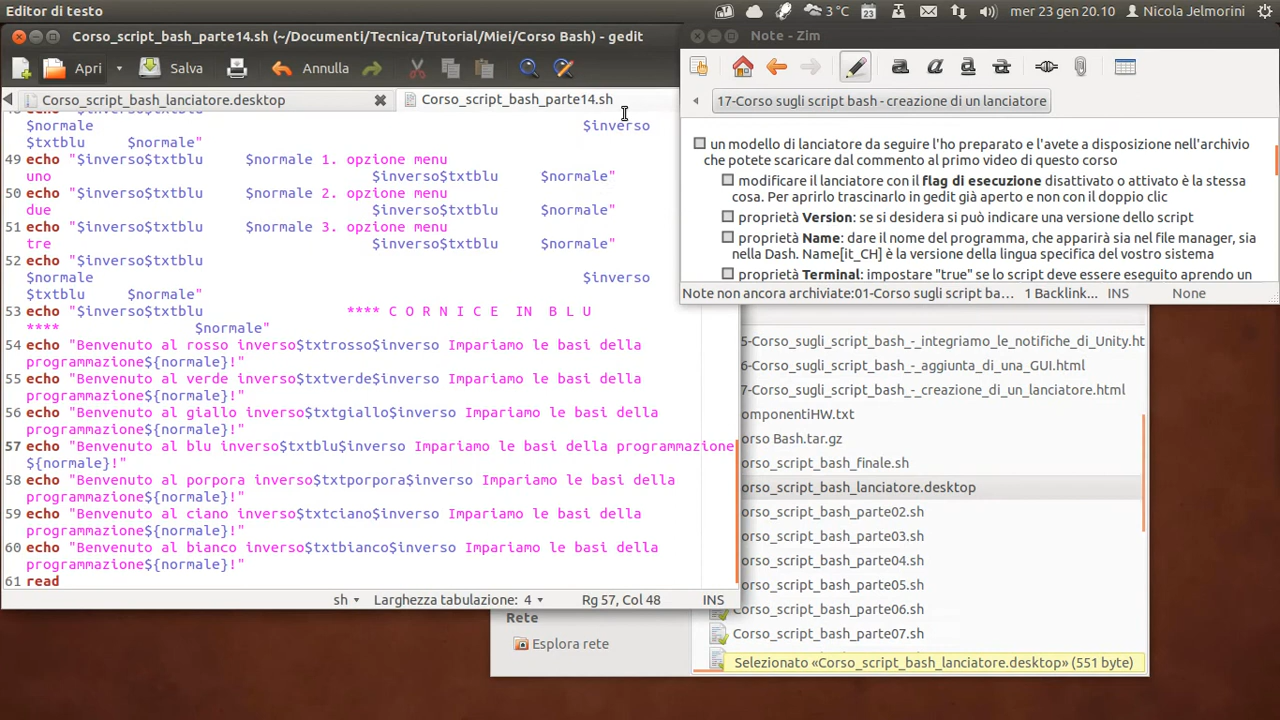 Editor di testo
3 °C
mer 23 gen 20.10
Nicola Jelmorini
Corso_script_bash_parte14.sh (~/Documenti/Tecnica/Tutorial/Miei/Corso Bash) - gedit
Apri
Salva
Annulla
Corso_script_bash_lanciatore.desktop
Corso_script_bash_parte14.sh
$normale $inverso
$txtblu $normale"
49 echo "$inverso$txtblu $normale 1. opzione menu
uno $inverso$txtblu $normale"
50 echo "$inverso$txtblu $normale 2. opzione menu
due $inverso$txtblu $normale"
51 echo "$inverso$txtblu $normale 3. opzione menu
tre $inverso$txtblu $normale"
52 echo "$inverso$txtblu
$normale $inverso
$txtblu $normale"
53 echo "$inverso$txtblu **** C O R N I C E IN B L U
**** $normale"
54 echo "Benvenuto al rosso inverso$txtrosso$inverso Impariamo le basi della
programmazione${normale}!"
55 echo "Benvenuto al verde inverso$txtverde$inverso Impariamo le basi della
programmazione${normale}!"
56 echo "Benvenuto al giallo inverso$txtgiallo$inverso Impariamo le basi della
programmazione${normale}!"
57 echo "Benvenuto al blu inverso$txtblu$inverso Impariamo le basi della programmazione
${normale}!"
58 echo "Benvenuto al porpora inverso$txtporpora$inverso Impariamo le basi della
programmazione${normale}!"
59 echo "Benvenuto al ciano inverso$txtciano$inverso Impariamo le basi della
programmazione${normale}!"
60 echo "Benvenuto al bianco inverso$txtbianco$inverso Impariamo le basi della
programmazione${normale}!"
61 read
sh Larghezza tabulazione: 4 Rg 57, Col 48 INS
Note - Zim
17-Corso sugli script bash - creazione di un lanciatore
un modello di lanciatore da seguire l'ho preparato e l'avete a disposizione nell'archivio
che potete scaricare dal commento al primo video di questo corso
modificare il lanciatore con il flag di esecuzione disattivato o attivato è la stessa
cosa. Per aprirlo trascinarlo in gedit già aperto e non con il doppio clic
proprietà Version: se si desidera si può indicare una versione dello script
proprietà Name: dare il nome del programma, che apparirà sia nel file manager, sia
nella Dash. Name[it_CH] è la versione della lingua specifica del vostro sistema
proprietà Terminal: impostare "true" se lo script deve essere eseguito aprendo un
Note non ancora archiviate:01-Corso sugli script ba... 1 Backlink... INS None
5-Corso_sugli_script_bash_-_integriamo_le_notifiche_di_Unity.ht
6-Corso_sugli_script_bash_-_aggiunta_di_una_GUI.html
7-Corso_sugli_script_bash_-_creazione_di_un_lanciatore.html
omponentiHW.txt
orso Bash.tar.gz
orso_script_bash_finale.sh
orso_script_bash_lanciatore.desktop
orso_script_bash_parte02.sh
orso_script_bash_parte03.sh
orso_script_bash_parte04.sh
orso_script_bash_parte05.sh
Corso_script_bash_parte06.sh
Corso_script_bash_parte07.sh
Rete
Esplora rete
Selezionato «Corso_script_bash_lanciatore.desktop» (551 byte)